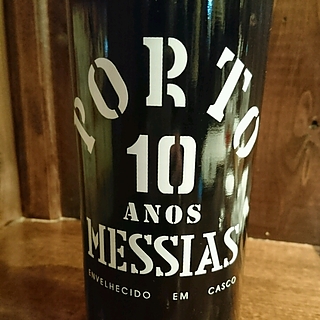 PORTO
10
ANOS
MESSIAS
ENVELHECIDO EM CASCO